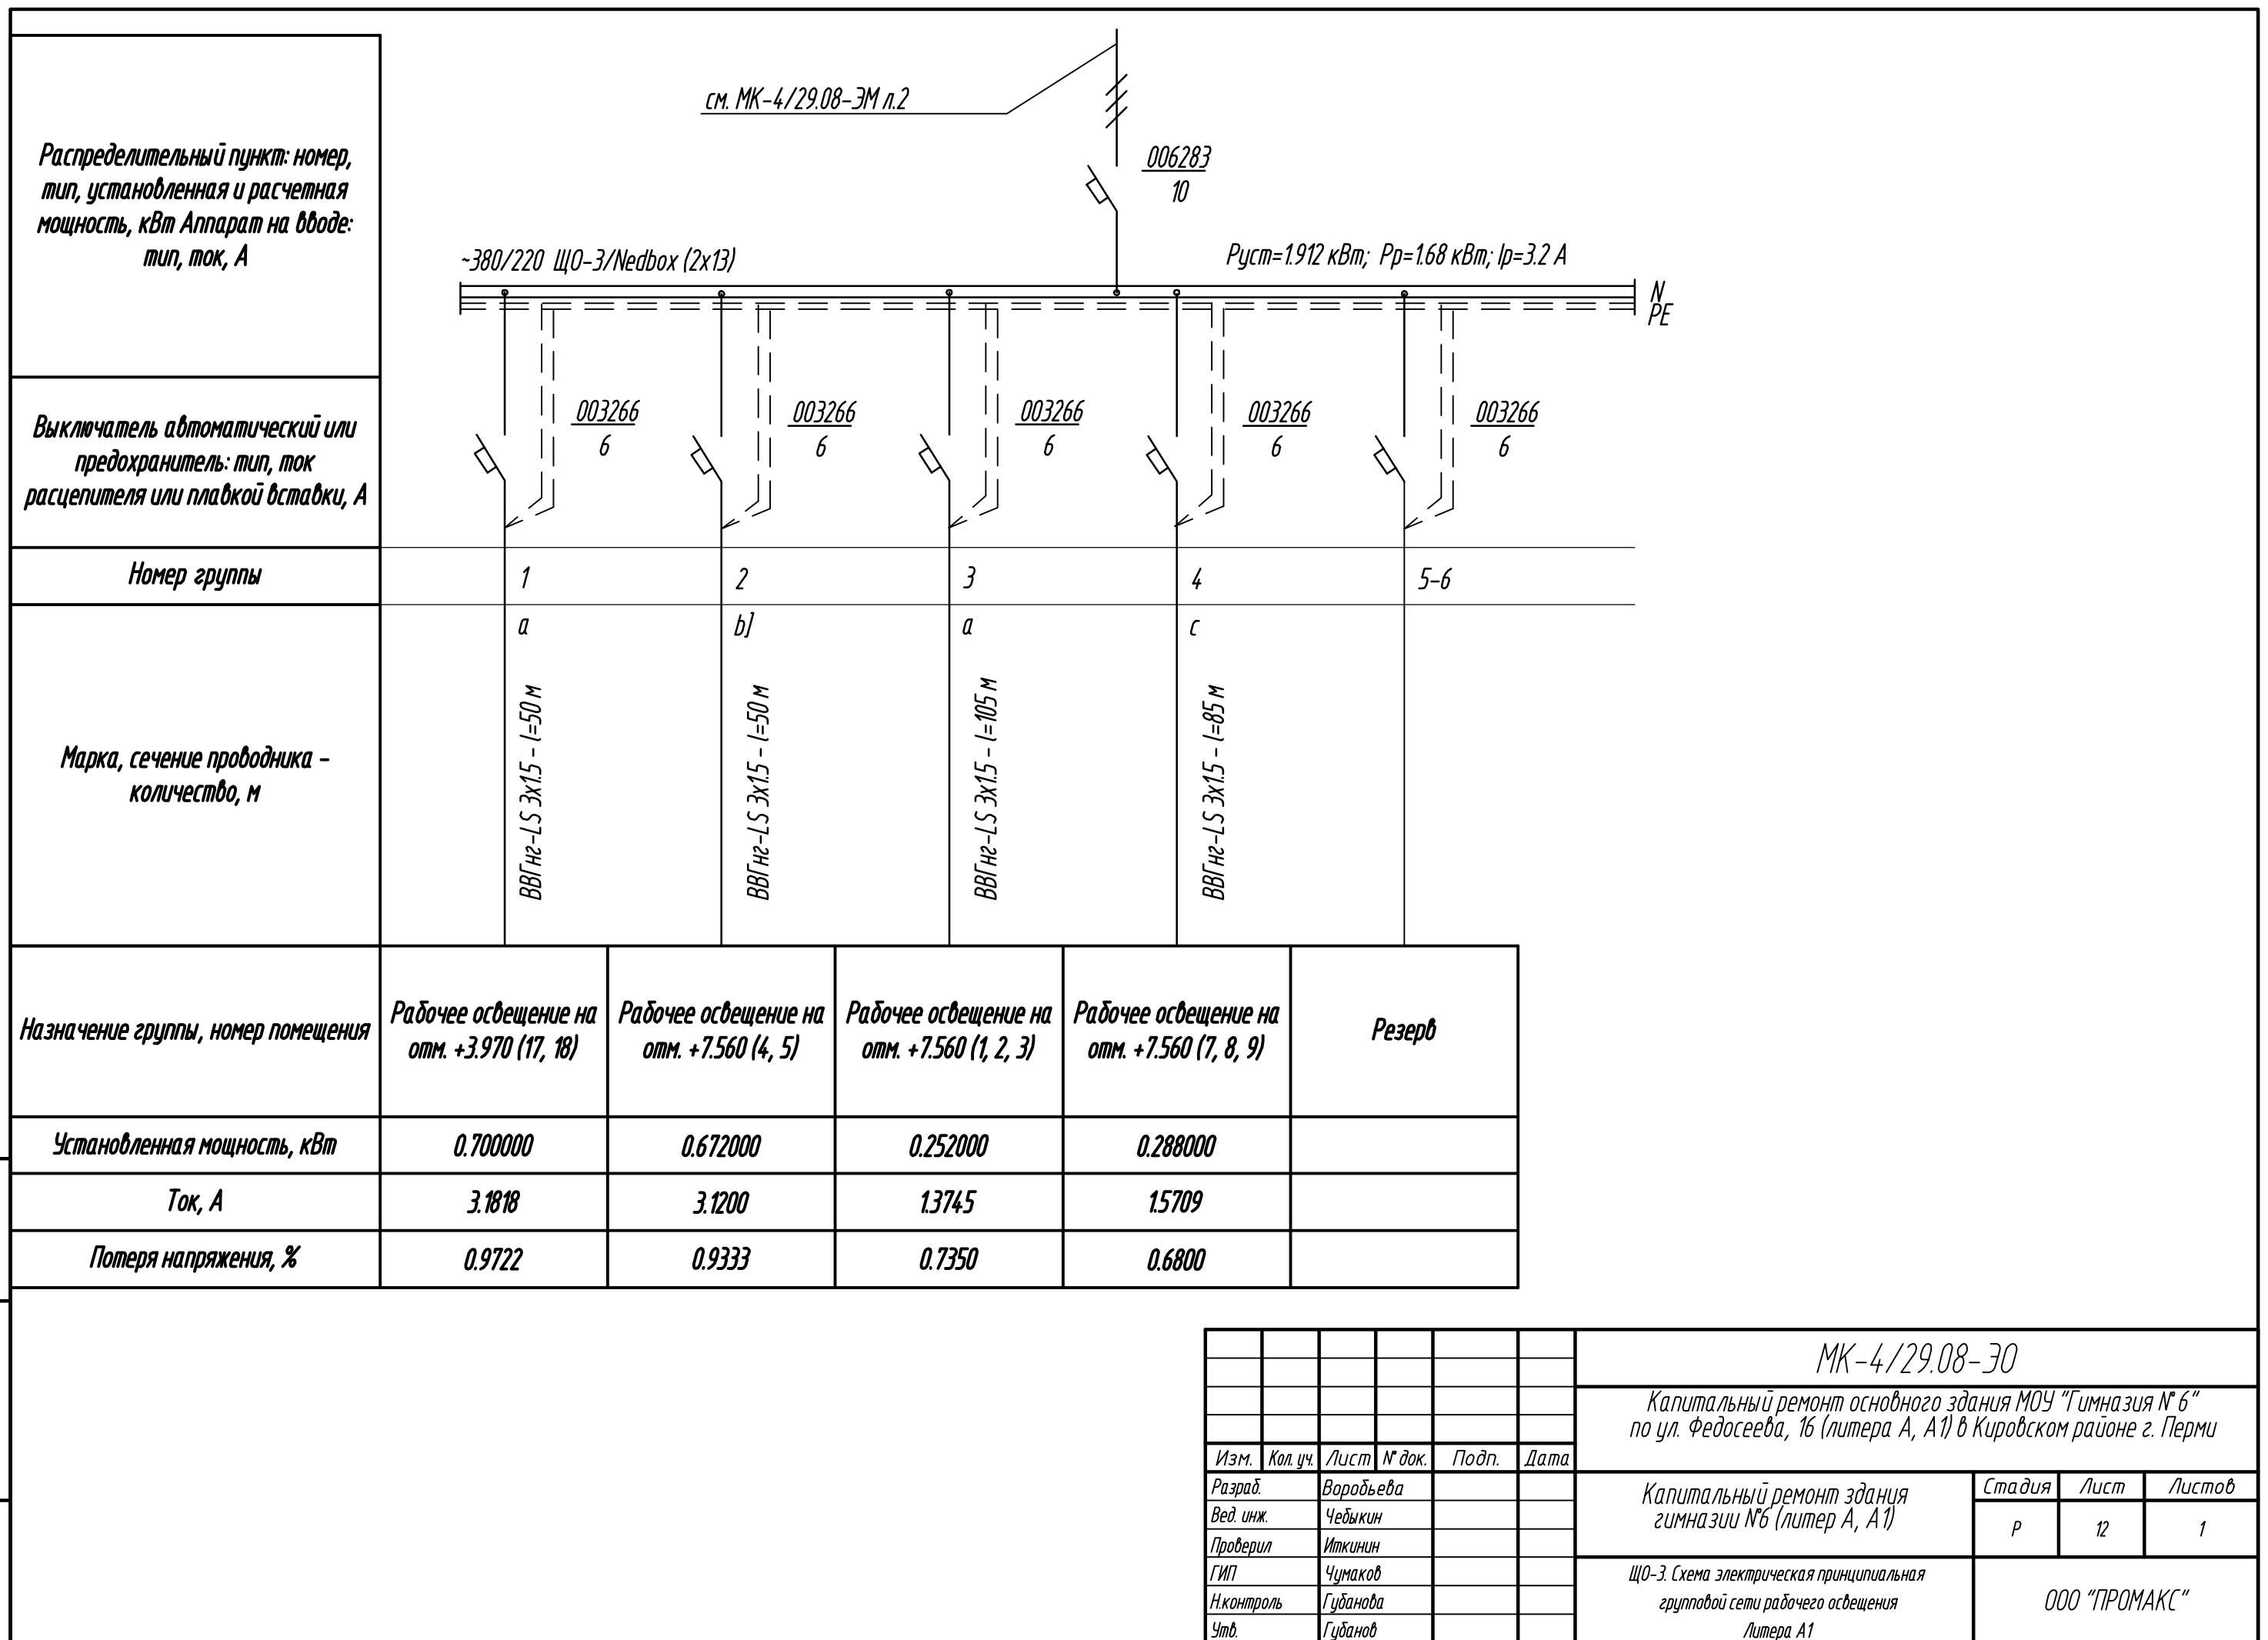 Распределительный пункт: номер,
тип, установленная и расчетная
мощность, кВт Аппарат на вводе:
тип, ток, А
см. МК-4/29.08-ЭМ л.2
006283
10
~380/220 ЩО-3/Nedbox (2x13)
Pуст=1.912 кВт; Pр=1.68 кВт; Iр=3.2 А
N
PE
Выключатель автоматический или
предохранитель: тип, ток
расцепителя или плавкой вставки, А
003266
6
003266
6
003266
6
003266
6
003266
6
Номер группы
1
2
3
4
5-6
a
b]
a
c
Марка, сечение проводника -
количество, м
ВВГнг-LS 3x1.5 - l=50 м
ВВГнг-LS 3x1.5 - l=50 м
ВВГнг-LS 3x1.5 - l=105 м
ВВГнг-LS 3x1.5 - l=85 м
Назначение группы, номер помещения
Рабочее освещение на
отм. +3.970 (17, 18)
Рабочее освещение на
отм. +7.560 (4, 5)
Рабочее освещение на
отм. +7.560 (1, 2, 3)
Рабочее освещение на
отм. +7.560 (7, 8, 9)
Резерв
Установленная мощность, кВт
0.700000
0.672000
0.252000
0.288000
Ток, А
3.1818
3.1200
1.3745
1.5709
Потеря напряжения, %
0.9722
0.9333
0.7350
0.6800
МК-4/29.08-ЭО
Капитальный ремонт основного здания МОУ "Гимназия №6"
по ул. Федосеева, 16 (литера А, А1) в Кировском районе г. Перми
Изм.
Кол. уч.
Лист
№ док.
Подп.
Дата
Разраб.
Воробьева
Вед. инж.
Чебыкин
Проверил
Иткинин
ГИП
Чумаков
Н.контроль
Губанова
Утв.
Губанов
Капитальный ремонт здания
гимназии №6 (литер А, А1)
Стадия
Лист
Листов
Р
12
1
ЩО-3. Схема электрическая принципиальная
групповой сети рабочего освещения
Литера А1
ООО "ПРОМАКС"